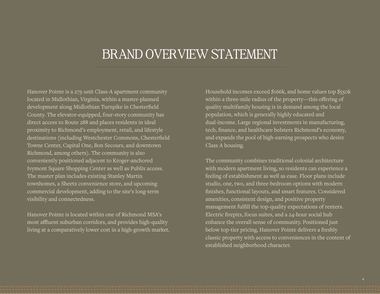 BRAND OVERVIEW STATEMENT
Hanover Pointe is a 279-unit Class-A apartment community
located in Midlothian, Virginia, within a master-planned
development along Midlothian Turnpike in Chesterfield
County. The elevator-equipped, four-story community has
direct access to Route 288 and places residents in ideal
proximity to Richmond's employment, retail, and lifestyle
destinations (including Westchester Commons, Chesterfield
Towne Center, Capital One, Bon Secours, and downtown
Richmond, among others). The community is also
conveniently positioned adjacent to Kroger-anchored
Ivymont Square Shopping Center as well as Publix access.
The master plan includes existing Stanley Martin
townhomes, a Sheetz convenience store, and upcoming
commercial development, adding to the site's long-term
visibility and connectedness.
Hanover Pointe is located within one of Richmond MSA's
most affluent suburban corridors, and provides high-quality
living at a comparatively lower cost in a high-growth market.
Household incomes exceed and home values top
within a three-mile radius of the property—this offering of
quality multifamily housing is in demand among the local
population, which is generally highly educated and
dual-income. Large regional investments in manufacturing,
tech, finance, and healthcare bolsters Richmond's economy,
and expands the pool of high-earning prospects who desire
Class A housing.
The community combines traditional colonial architecture
with modern apartment living, so residents can experience a
feeling of establishment as well as ease. Floor plans include
studio, one, two, and three-bedroom options with modern
finishes, functional layouts, and smart features. Considered
amenities, consistent design, and positive property
management fulfill the top-quality expectations of renters.
Electric firepits, focus suites, and a 24-hour social hub
enhance the overall sense of community. Positioned just
below top-tier pricing, Hanover Pointe delivers a freshly
classic property with access to conveniences in the context of
established neighborhood character.